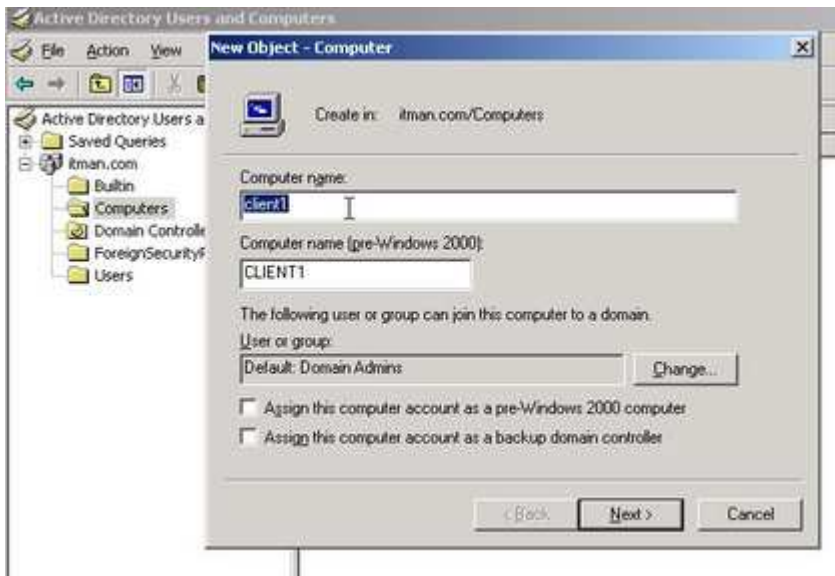 Active Directory Users and Computers
File Action View
New Object - Computer
Create in: itman.com/Computers
Active Directory Users a
Saved Queries
itman.com
Builtin
Computers
Domain Controlle
ForeignSecurityP
Users
Computer name:
client1
Computer name (pre-Windows 2000):
CLIENT1
The following user or group can join this computer to a domain.
User or group:
Default: Domain Admins
Change...
Assign this computer account as a pre-Windows 2000 computer
Assign this computer account as a backup domain controller
< Back Next > Cancel